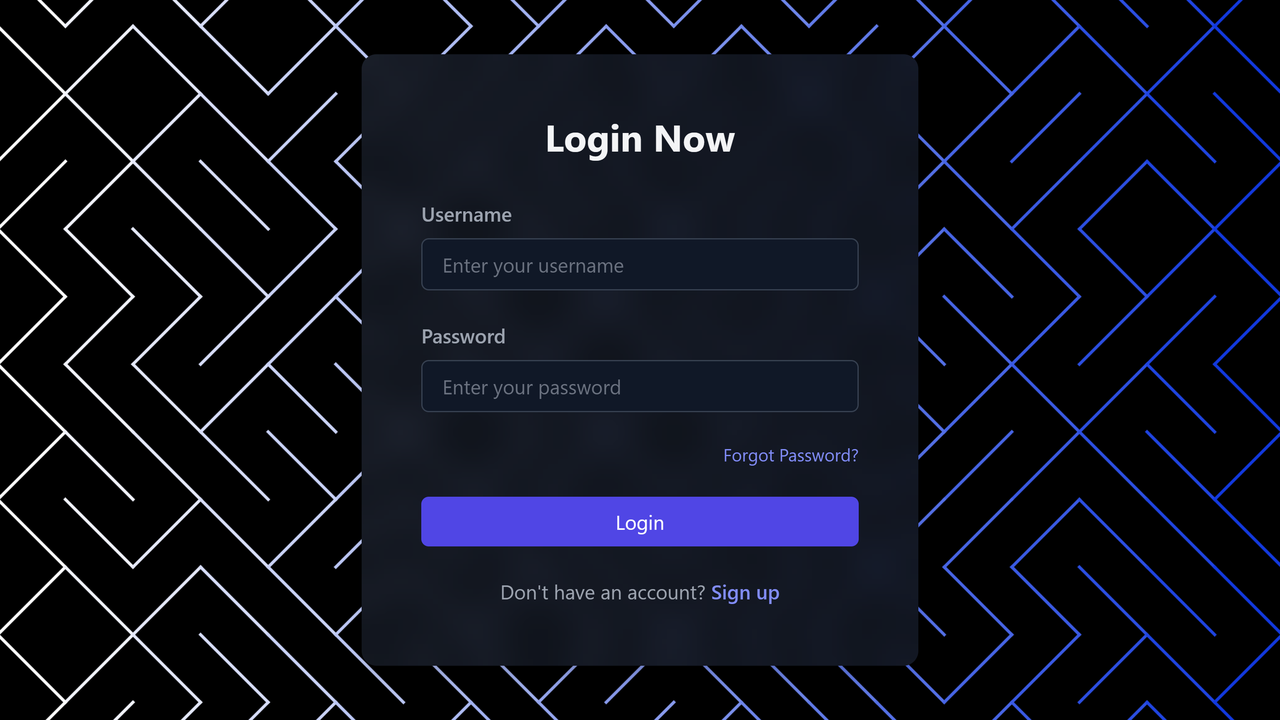 Login Now
Username
Enter your username
Password
Enter your password
Forgot Password?
Login
Don't have an account? Sign up